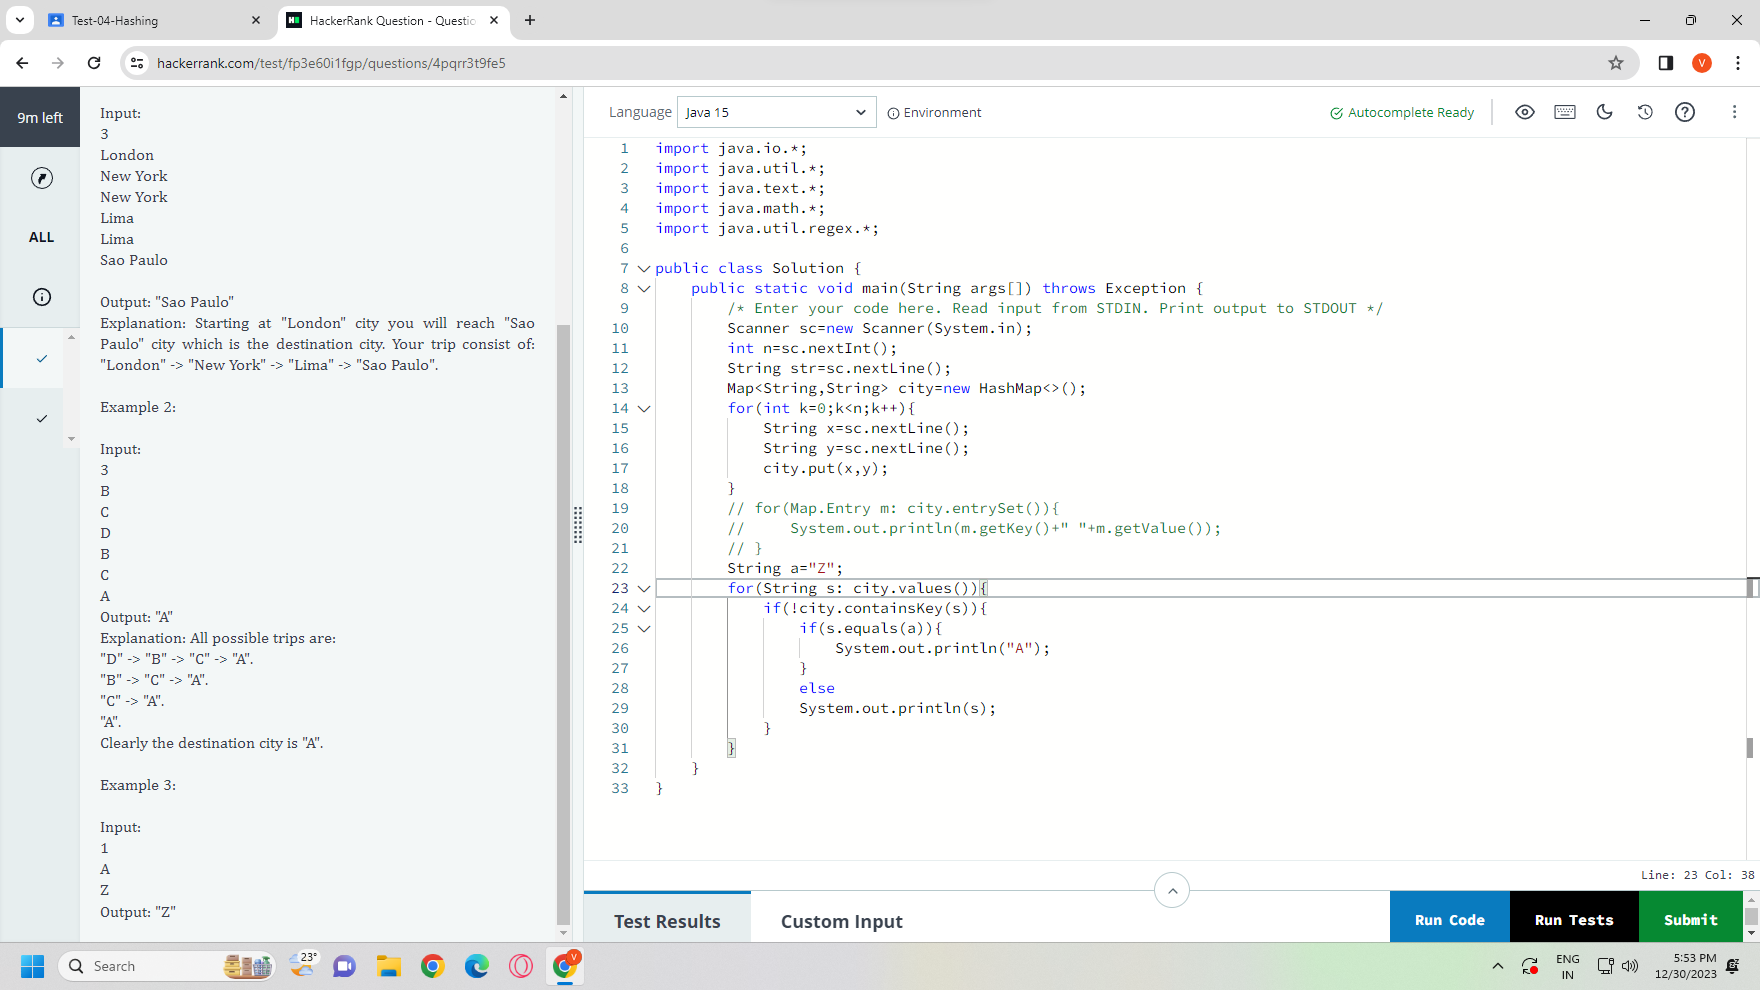 Test-04-Hashing
HackerRank Question - Questio
hackerrank.com/test/fp3e60i1fgp/questions/4pqrr3t9fe5
V
9m left
ALL
Input:
3
London
New York
New York
Lima
Lima
Sao Paulo
Output: "Sao Paulo"
Explanation: Starting at "London" city you will reach "Sao
Paulo" city which is the destination city. Your trip consist of:
"London" -> "New York" -> "Lima" -> "Sao Paulo".
Example 2:
Input:
3
B
C
D
B
C
A
Output: "A"
Explanation: All possible trips are:
"D" -> "B" -> "C" -> "A".
"B" -> "C" -> "A".
"C" -> "A".
"A".
Clearly the destination city is "A".
Example 3:
Input:
1
A
Z
Output: "Z"
Language Java 15 Environment Autocomplete Ready
1 import java.io.*;
2 import java.util.*;
3 import java.text.*;
4 import java.math.*;
5 import java.util.regex.*;
6
7 public class Solution {
8 public static void main(String args[]) throws Exception {
9 /* Enter your code here. Read input from STDIN. Print output to STDOUT */
10 Scanner sc=new Scanner(System.in);
11 int n=sc.nextInt();
12 String str=sc.nextLine();
13 Map<String,String> city=new HashMap<>();
14 for(int k=0;k<n;k++){
15 String x=sc.nextLine();
16 String y=sc.nextLine();
17 city.put(x,y);
18 }
19 // for(Map.Entry m: city.entrySet()){
20 // System.out.println(m.getKey()+" "+m.getValue());
21 // }
22 String a="Z";
23 for(String s: city.values()){
24 if(!city.containsKey(s)){
25 if(s.equals(a)){
26 System.out.println("A");
27 }
28 else
29 System.out.println(s);
30 }
31 }
32 }
33 }
Line: 23 Col: 38
Test Results Custom Input Run Code Run Tests Submit
Search 23° V ENG IN 5:53 PM 12/30/2023